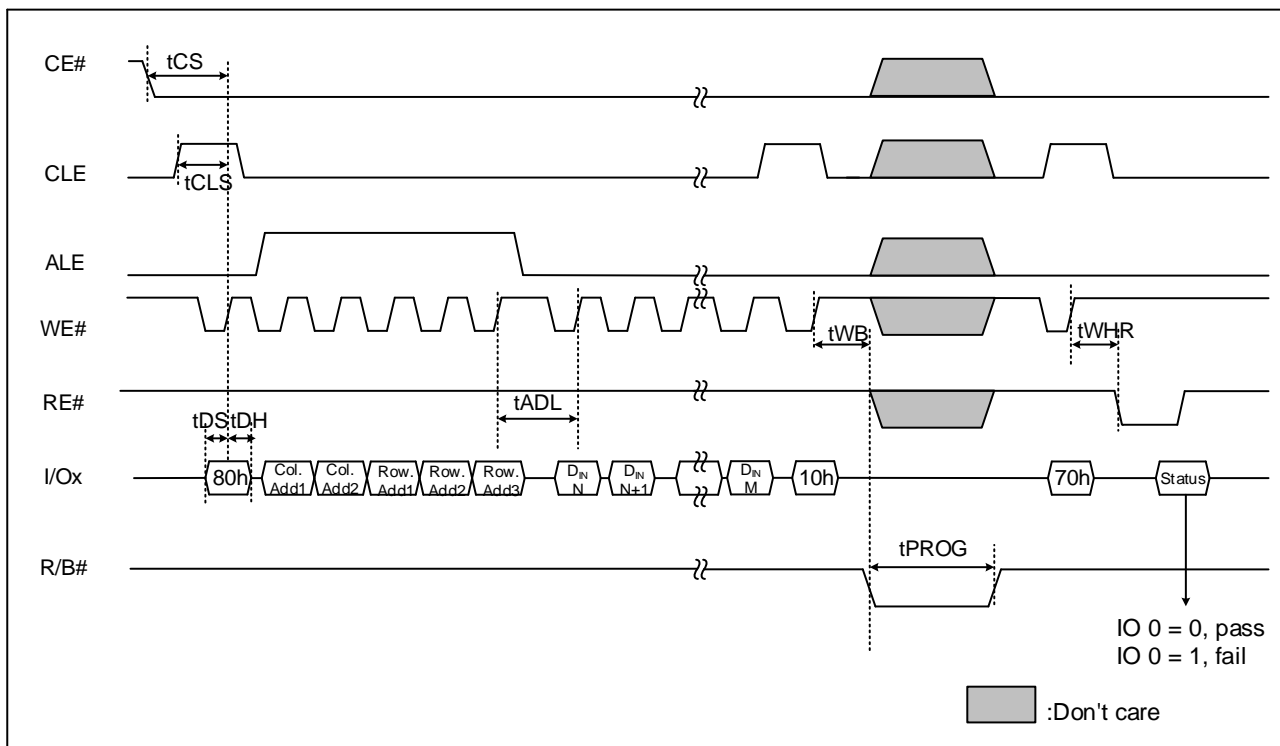 CE#
tCS
CLE
tCLS
ALE
WE#
tWB
tWHR
RE#
tADL
tDS
tDH
I/Ox
80h
Col. Add1
Col. Add2
Row. Add1
Row. Add2
Row. Add3
DIN N
DIN N+1
DIN M
10h
70h
Status
R/B#
tPROG
IO 0 = 0, pass
IO 0 = 1, fail
:Don't care